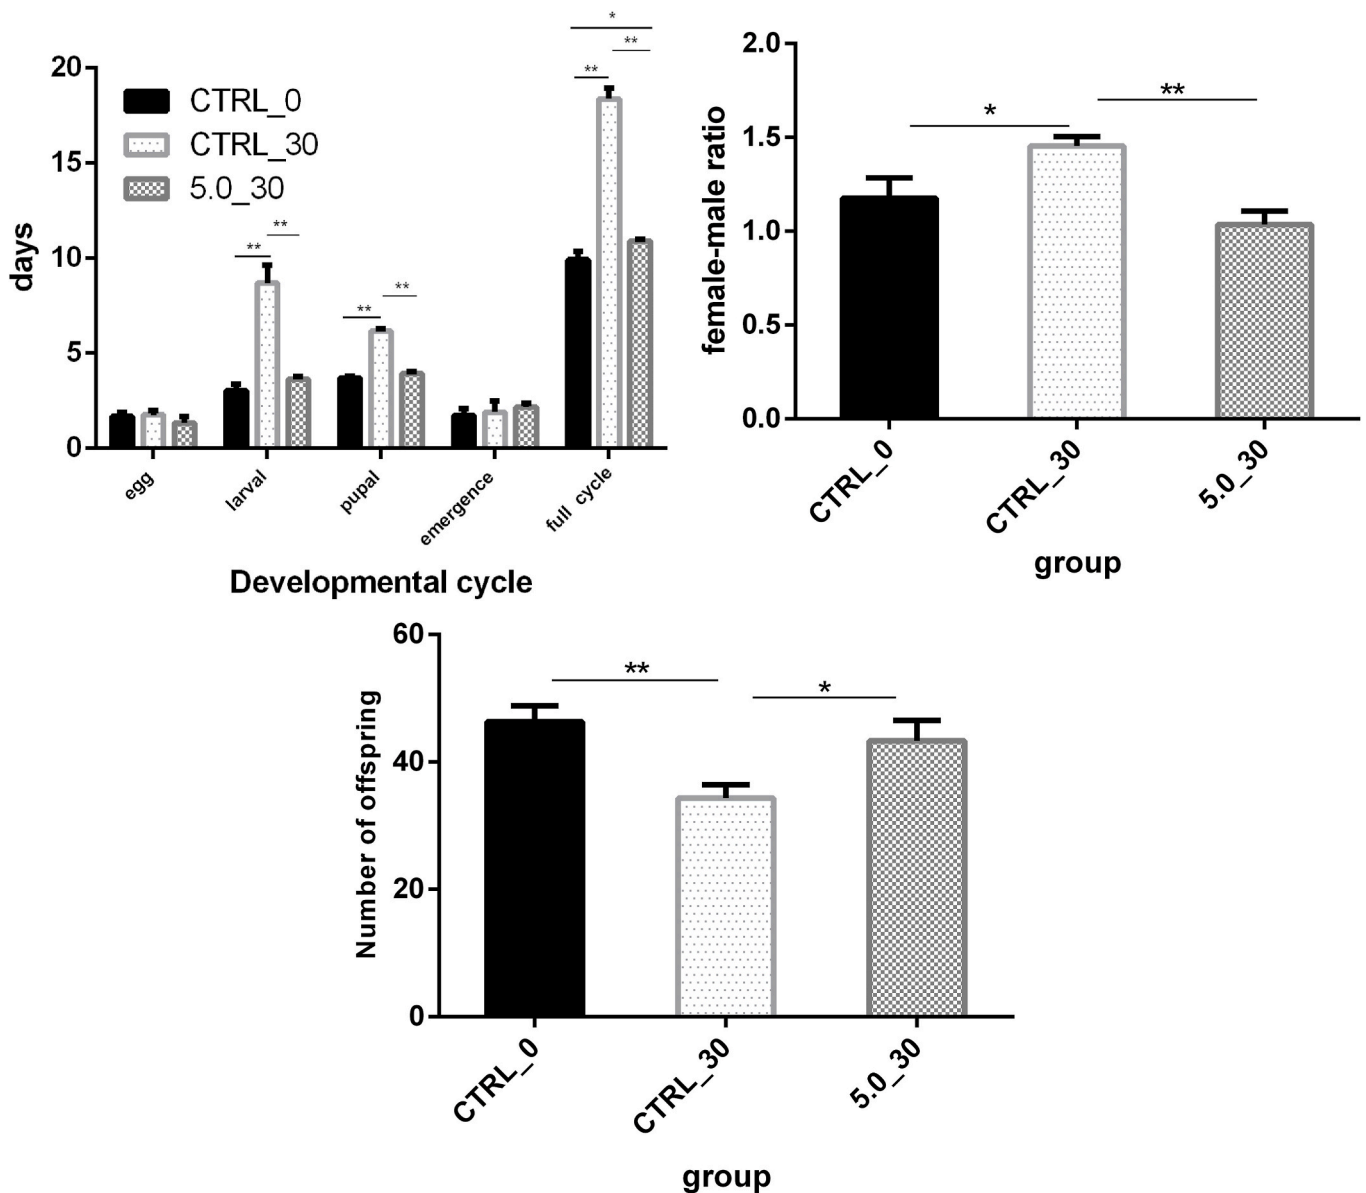 *
**
**
20
CTRL_0
CTRL_30
5.0_30
15
**
**
10
**
**
5
0
days
egg
larval
pupal
emergence
full cycle
Developmental cycle
2.0
**
*
1.5
1.0
0.5
0.0
female-male ratio
CTRL_0
CTRL_30
5.0_30
group
60
**
*
40
20
0
Number of offspring
CTRL_0
CTRL_30
5.0_30
group